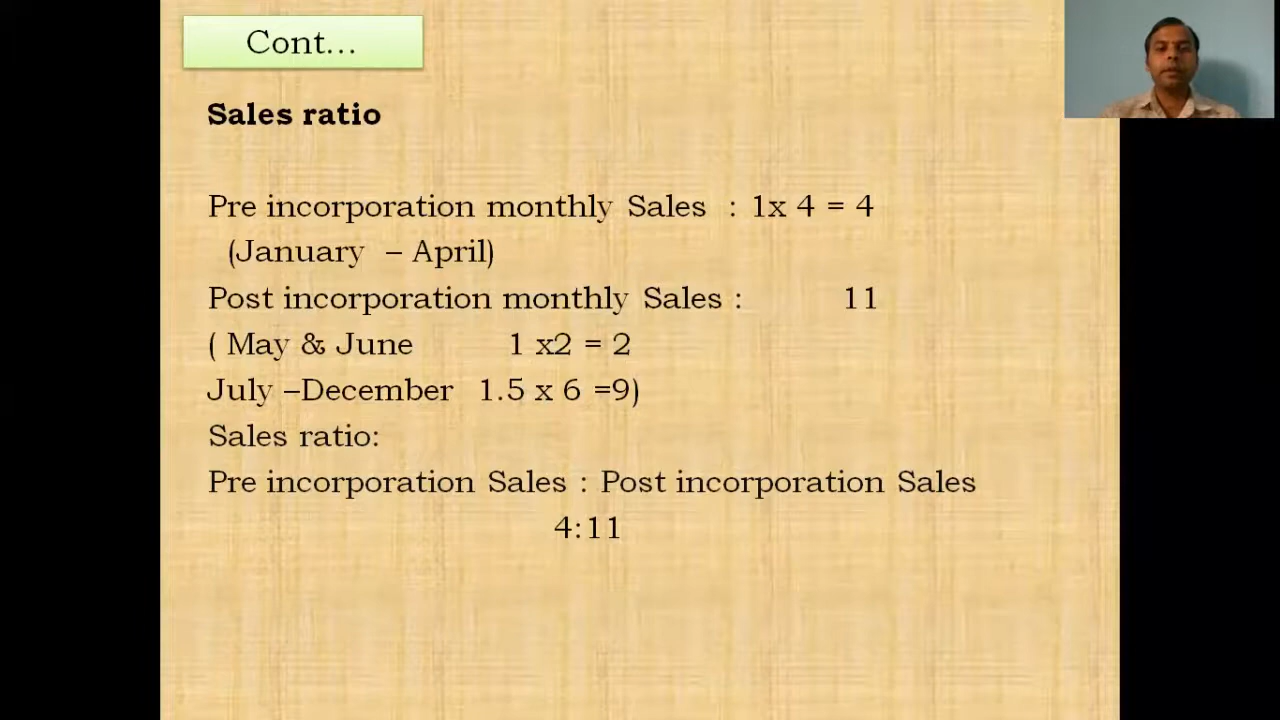 Cont...
Sales ratio
Pre incorporation monthly Sales : 1x 4 = 4
(January – April)
Post incorporation monthly Sales : 11
( May & June 1 x2 = 2
July –December 1.5 x 6 =9)
Sales ratio:
Pre incorporation Sales : Post incorporation Sales
4:11